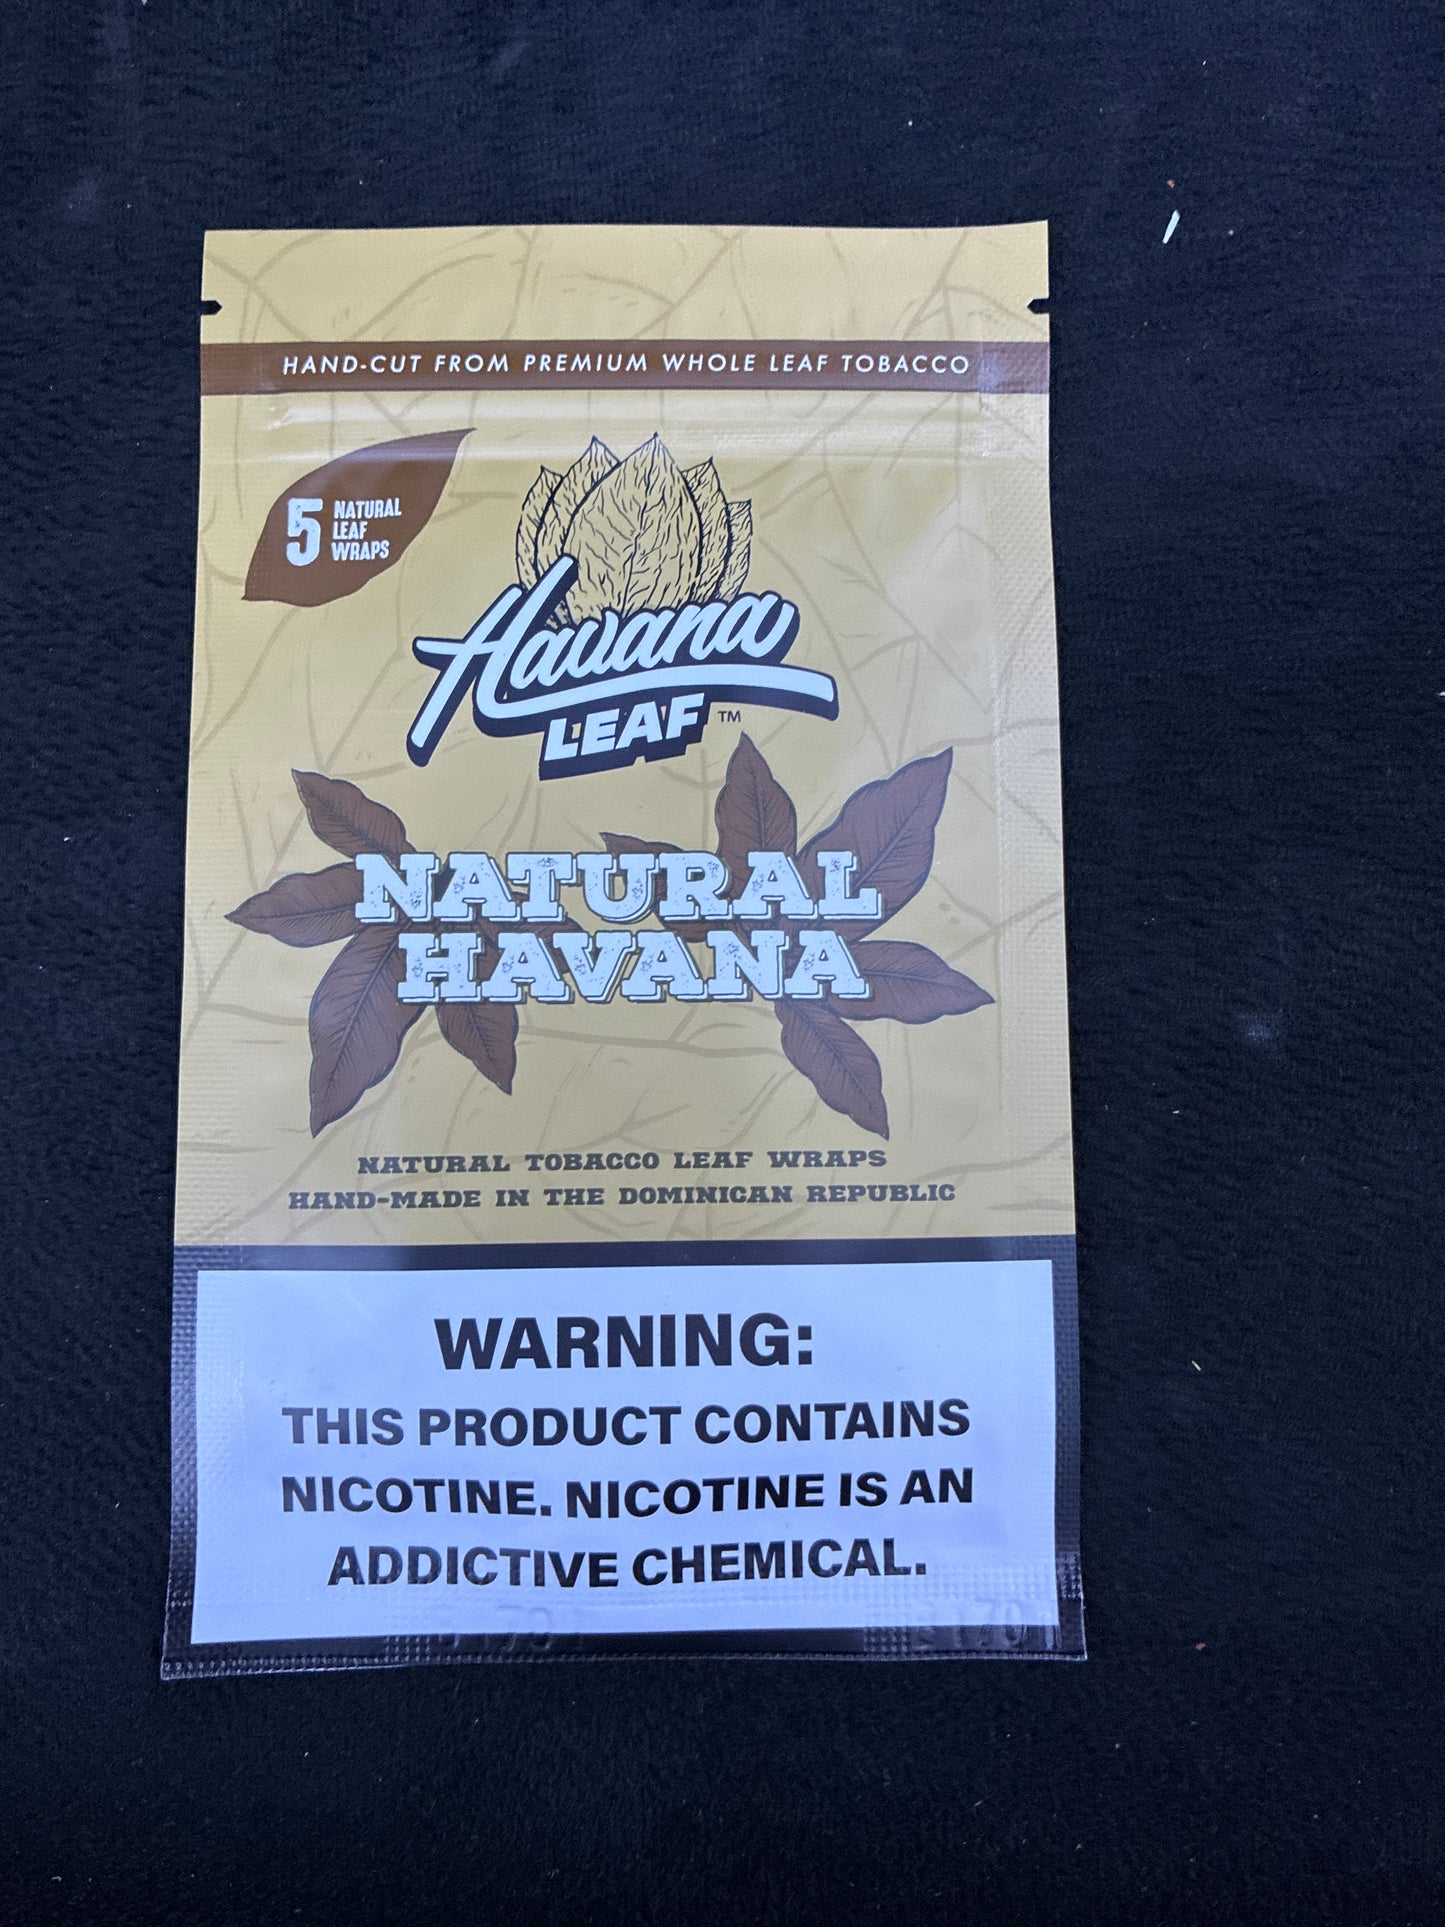 HAND-CUT FROM PREMIUM WHOLE LEAF TOBACCO
5 NATURAL
LEAF
WRAPS
Havana
LEAF™
NATURAL
HAVANA
NATURAL TOBACCO LEAF WRAPS
HAND-MADE IN THE DOMINICAN REPUBLIC
WARNING:
THIS PRODUCT CONTAINS
NICOTINE. NICOTINE IS AN
ADDICTIVE CHEMICAL.